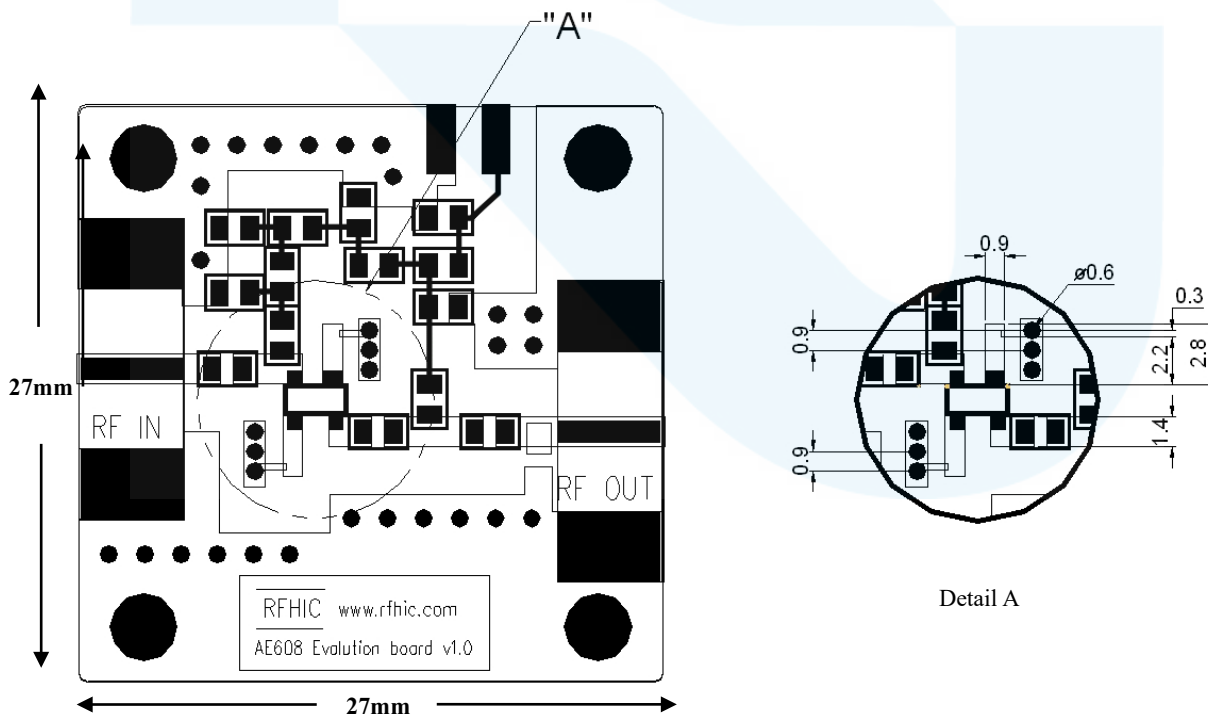 "A"
27mm
RF IN
RF OUT
RFHIC www.rfhic.com
AE608 Evalution board v1.0
27mm
0.9
ø0.6
0.3
0.9
2.2
2.8
1.4
0.9
Detail A